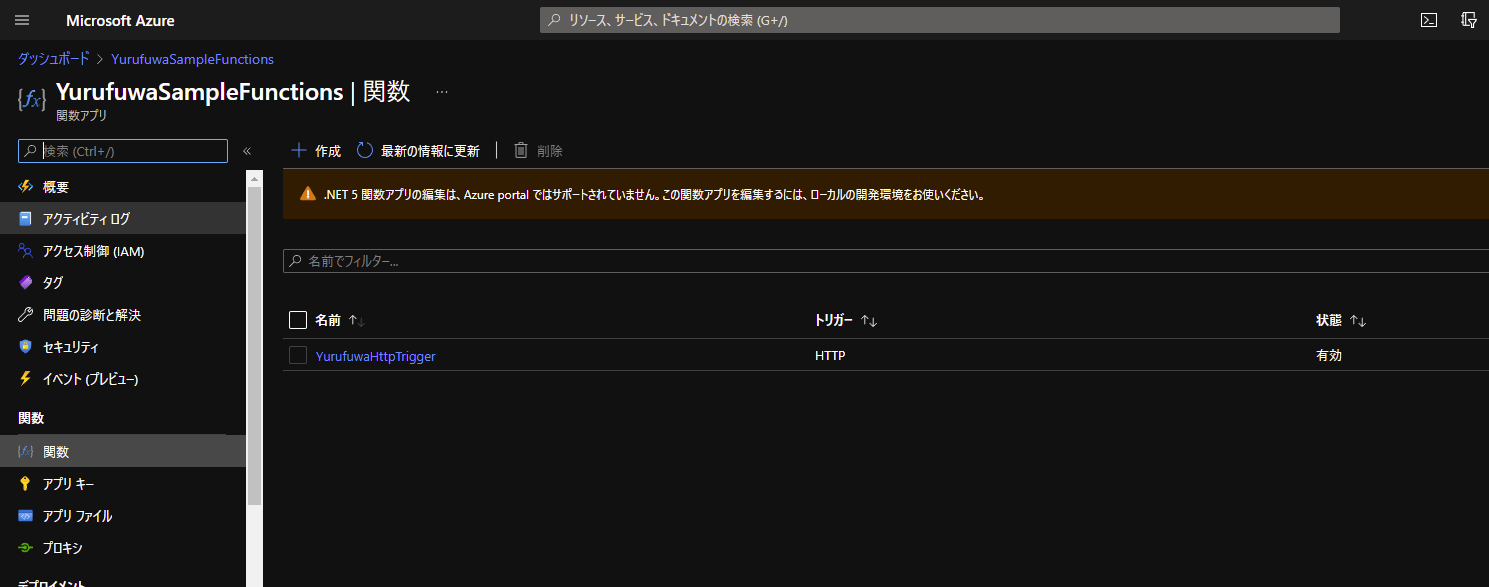 Microsoft Azure
リソース、サービス、ドキュメントの検索 (G+/)
ダッシュボード > YurufuwaSampleFunctions
YurufuwaSampleFunctions | 関数 …
関数アプリ
検索 (Ctrl+/)
«
概要
アクティビティ ログ
アクセス制御 (IAM)
タグ
問題の診断と解決
セキュリティ
イベント (プレビュー)
関数
関数
アプリ キー
アプリ ファイル
プロキシ
デプロイメント
作成 最新の情報に更新 | 削除
.NET 5 関数アプリの編集は、Azure portal ではサポートされていません。この関数アプリを編集するには、ローカルの開発環境をお使いください。
名前でフィルター...
名前 ↑↓ トリガー ↑↓ 状態 ↑↓
YurufuwaHttpTrigger HTTP 有効